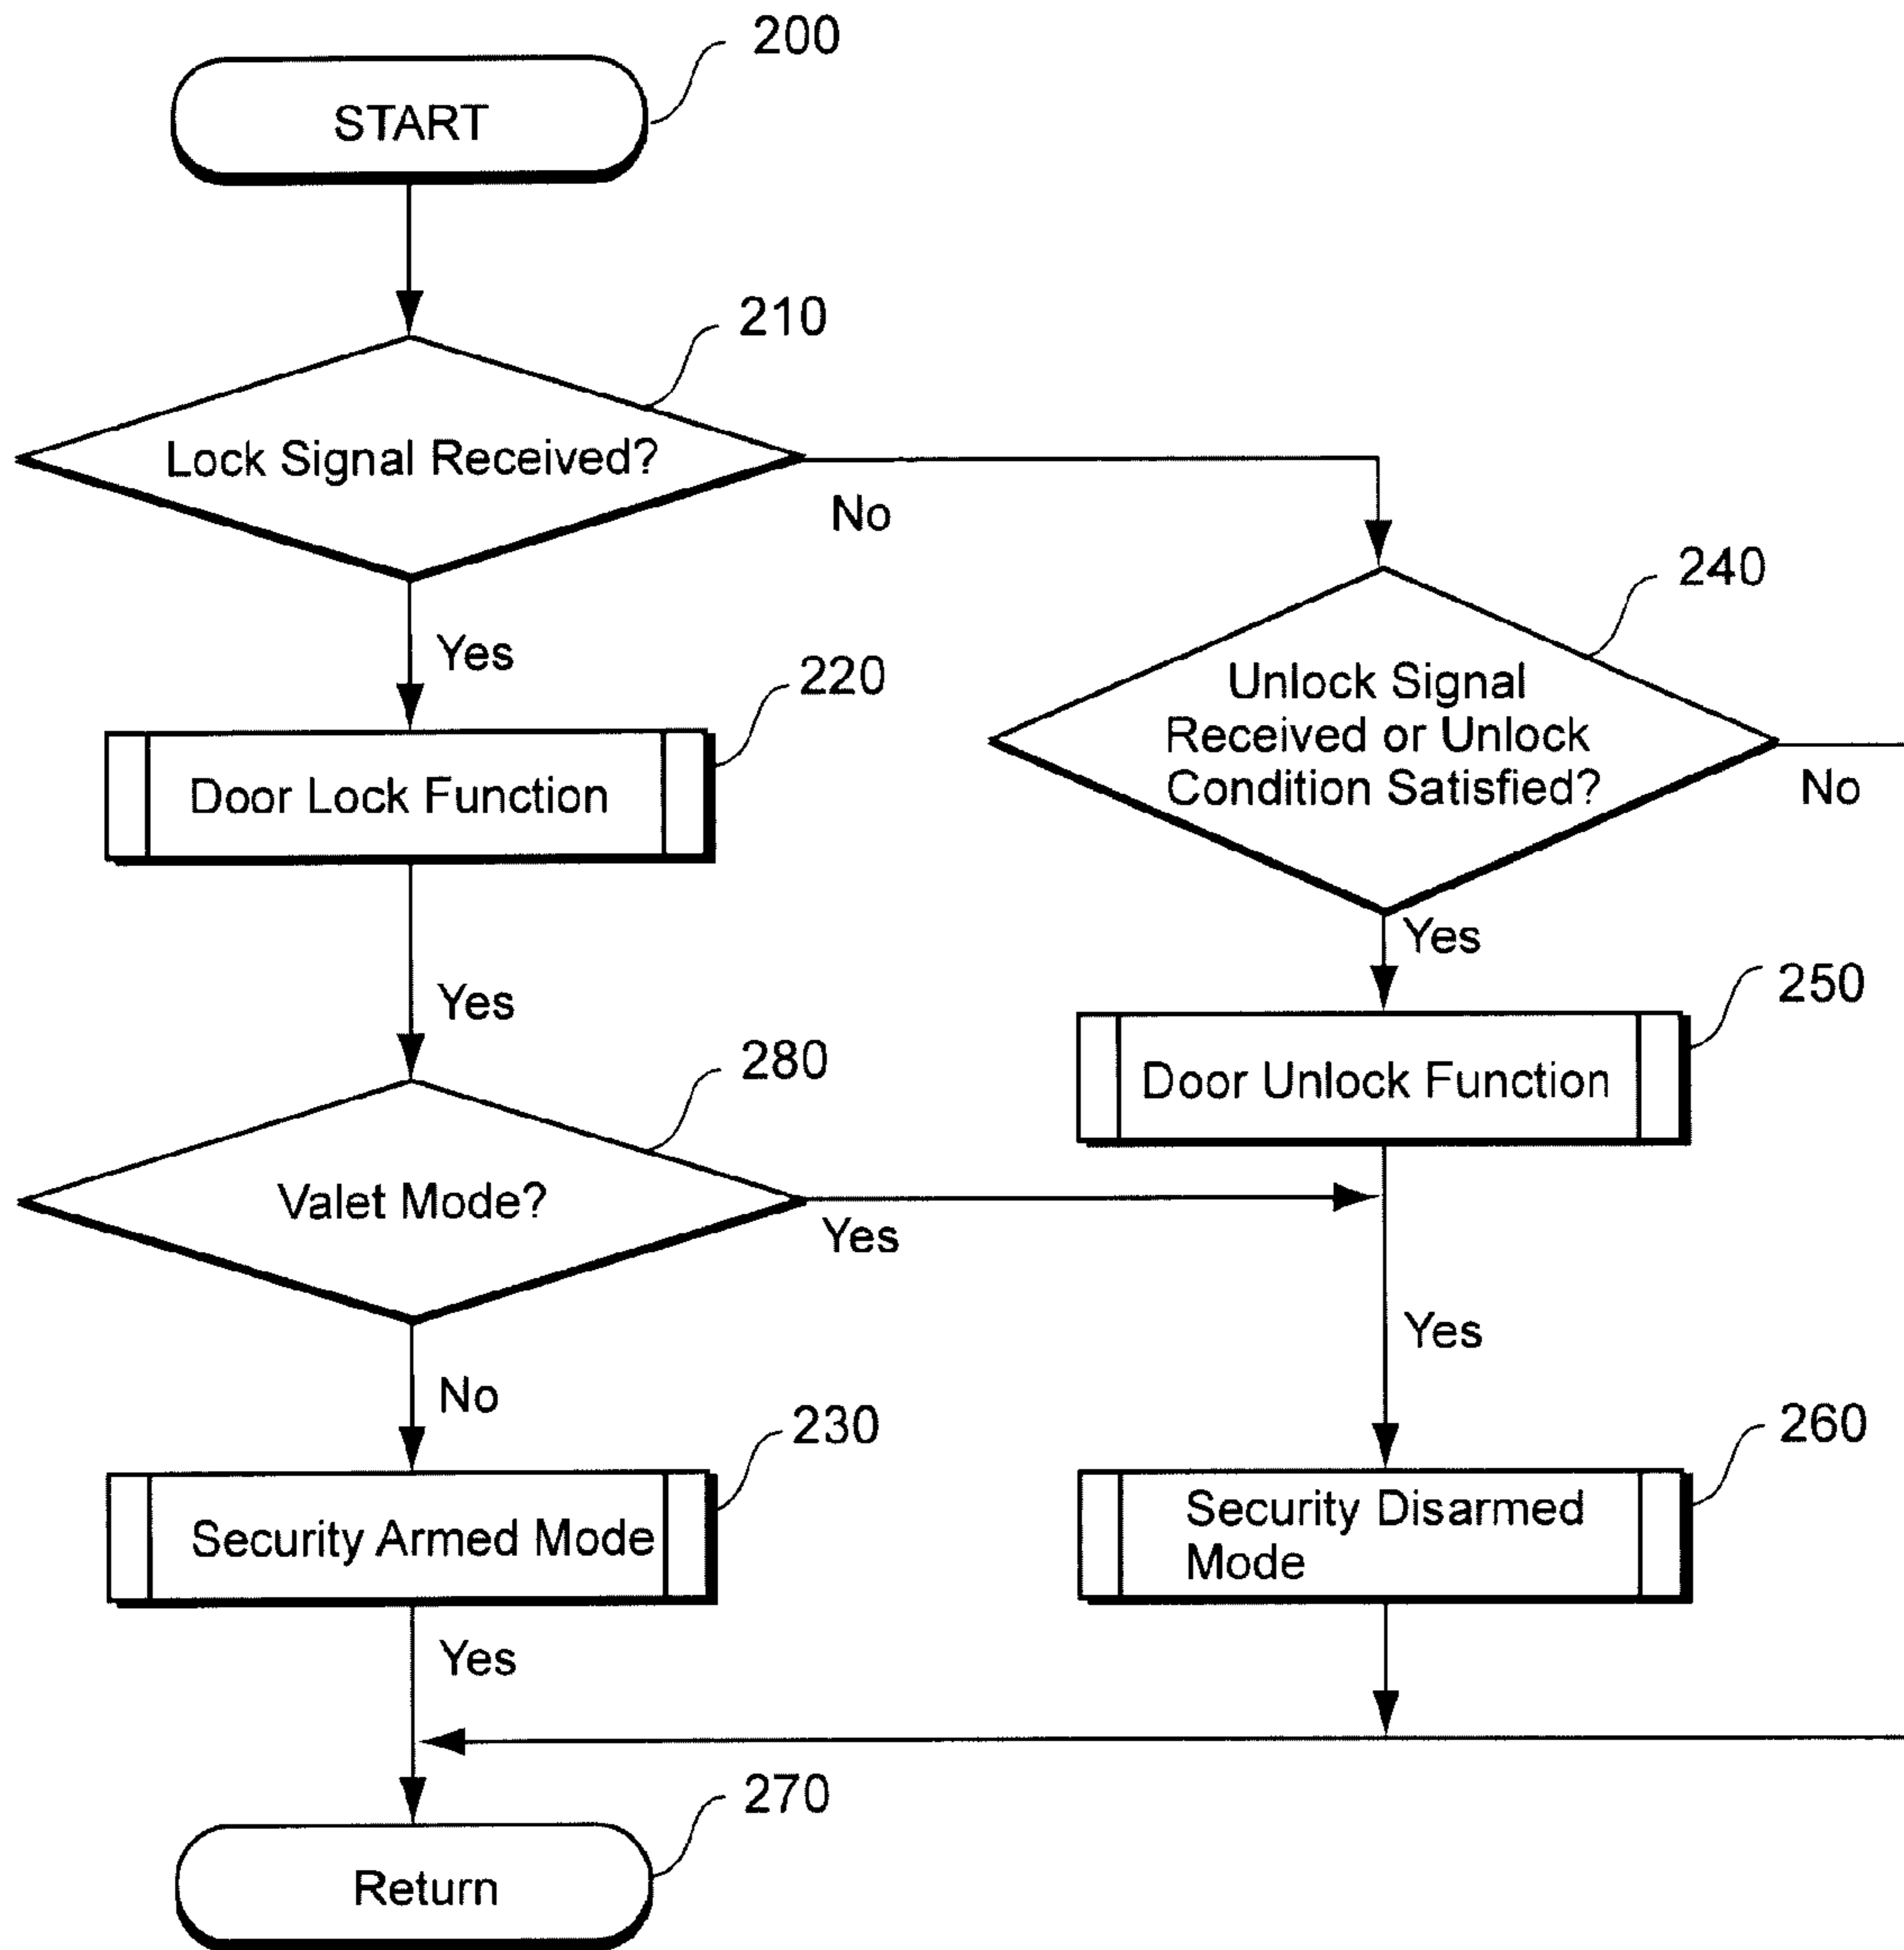 200
START
210
Lock Signal Received?
No
240
Yes
220
Unlock Signal
Received or Unlock
Condition Satisfied?
No
Door Lock Function
Yes
250
Yes
280
Door Unlock Function
Valet Mode?
Yes
Yes
No
230
260
Security Armed Mode
Security Disarmed
Mode
Yes
270
Return